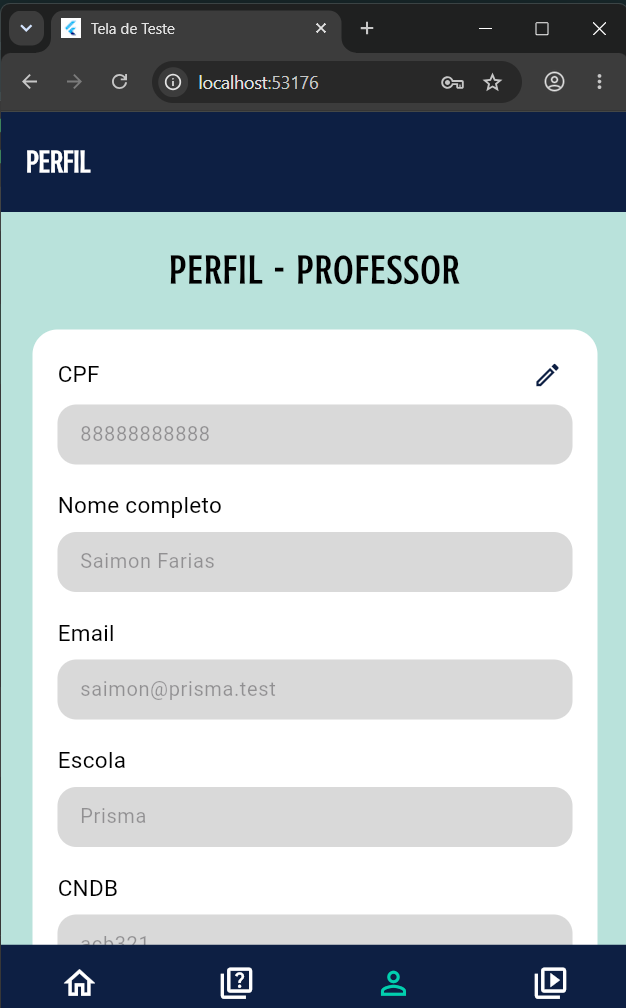 Tela de Teste
localhost:53176
PERFIL
PERFIL - PROFESSOR
CPF
88888888888
Nome completo
Saimon Farias
Email
saimon@prisma.test
Escola
Prisma
CNDB
acb321